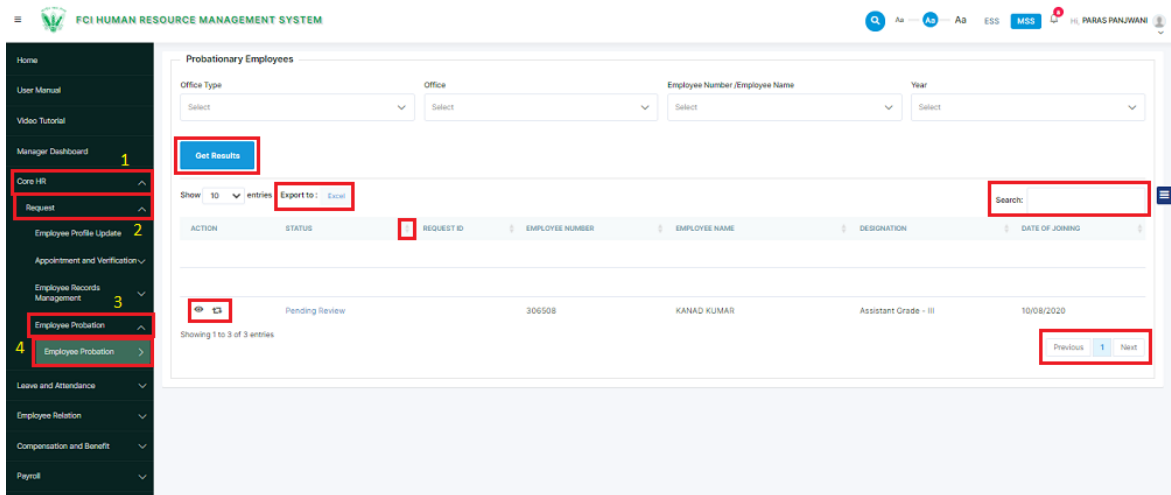 FCI HUMAN RESOURCE MANAGEMENT SYSTEM
Aa Aa Aa ESS MSS Hi, PARAS PANJWANI
Home
User Manual
Video Tutorial
Manager Dashboard
1
Core HR
Request
2
Employee Profile Update
Appointment and Verification
Employee Records
Management
3
Employee Probation
4
Employee Probation
Leave and Attendance
Employee Relation
Compensation and Benefit
Payroll
Probationary Employees
Office Type Office Employee Number /Employee Name Year
Select Select Select Select
Get Results
Show 10 entries Export to : Excel Search:
ACTION STATUS REQUEST ID EMPLOYEE NUMBER EMPLOYEE NAME DESIGNATION DATE OF JOINING
Pending Review 306508 KANAD KUMAR Assistant Grade - III 10/08/2020
Showing 1 to 3 of 3 entries
Previous 1 Next